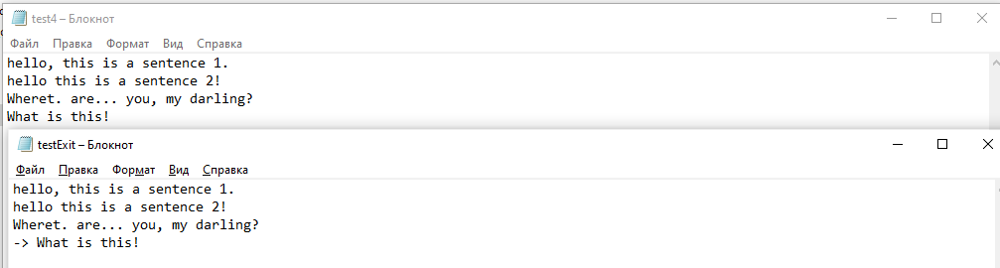 test4 – Блокнот
Файл Правка Формат Вид Справка
hello, this is a sentence 1.
hello this is a sentence 2!
Wheret. are... you, my darling?
What is this!
testExit – Блокнот
Файл Правка Формат Вид Справка
hello, this is a sentence 1.
hello this is a sentence 2!
Wheret. are... you, my darling?
-> What is this!